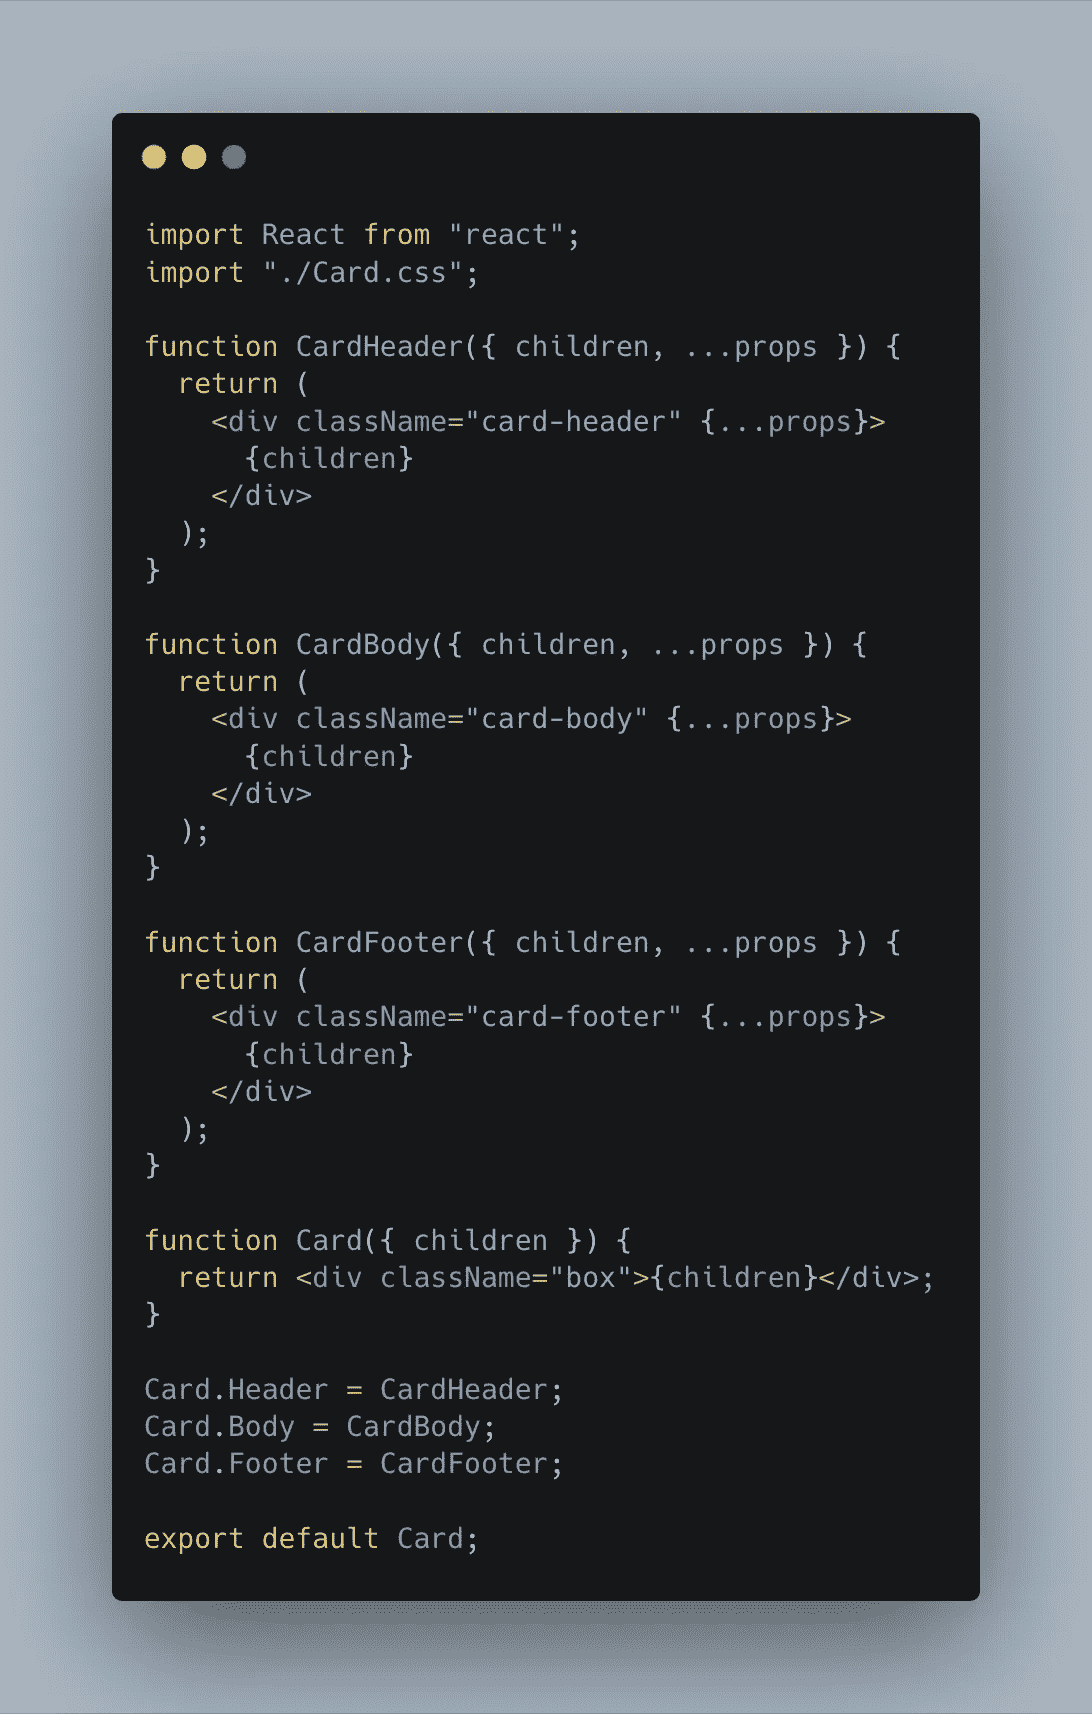 import React from "react";
import "./Card.css";

function CardHeader({ children, ...props }) {
  return (
    <div className="card-header" {...props}>
      {children}
    </div>
  );
}

function CardBody({ children, ...props }) {
  return (
    <div className="card-body" {...props}>
      {children}
    </div>
  );
}

function CardFooter({ children, ...props }) {
  return (
    <div className="card-footer" {...props}>
      {children}
    </div>
  );
}

function Card({ children }) {
  return <div className="box">{children}</div>;
}

Card.Header = CardHeader;
Card.Body = CardBody;
Card.Footer = CardFooter;

export default Card;